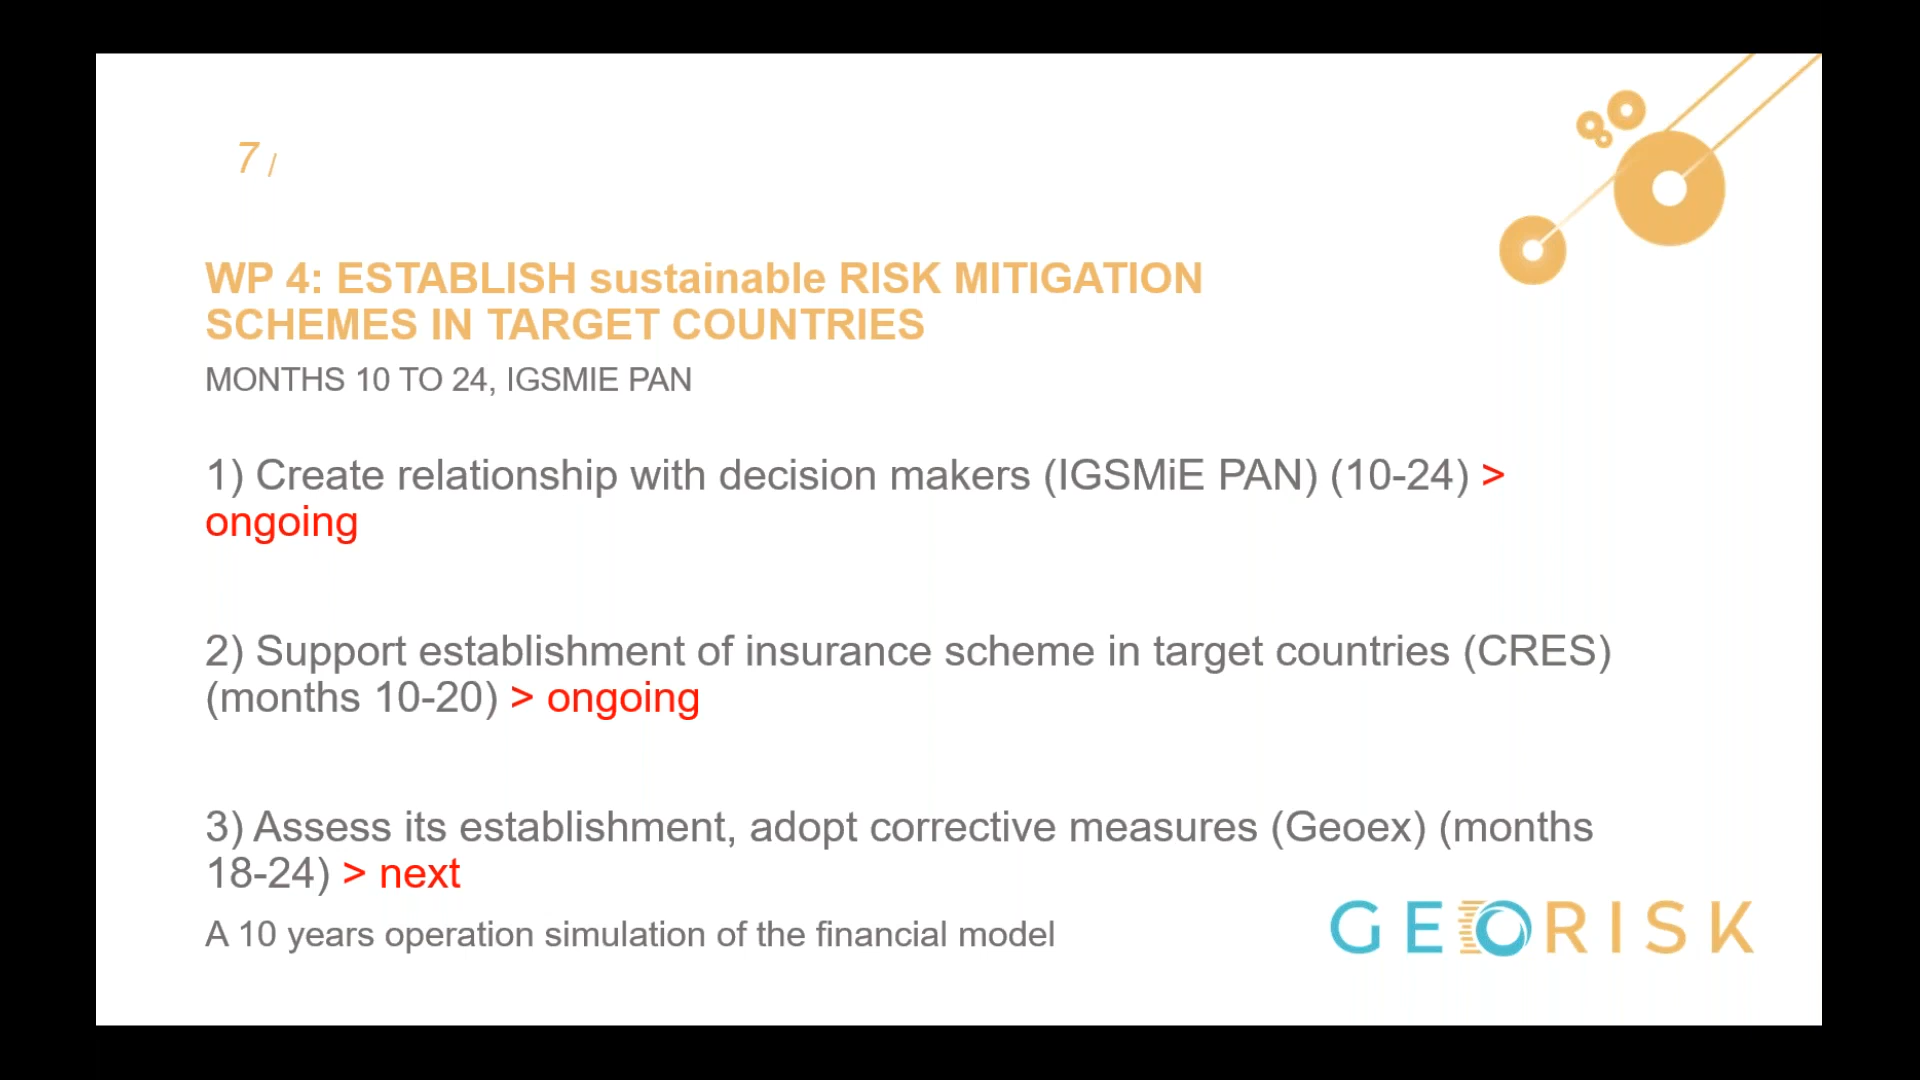 7 /
WP 4: ESTABLISH sustainable RISK MITIGATION
SCHEMES IN TARGET COUNTRIES
MONTHS 10 TO 24, IGSMIE PAN
1) Create relationship with decision makers (IGSMiE PAN) (10-24) >
ongoing
2) Support establishment of insurance scheme in target countries (CRES)
(months 10-20) > ongoing
3) Assess its establishment, adopt corrective measures (Geoex) (months
18-24) > next
A 10 years operation simulation of the financial model
GEORISK